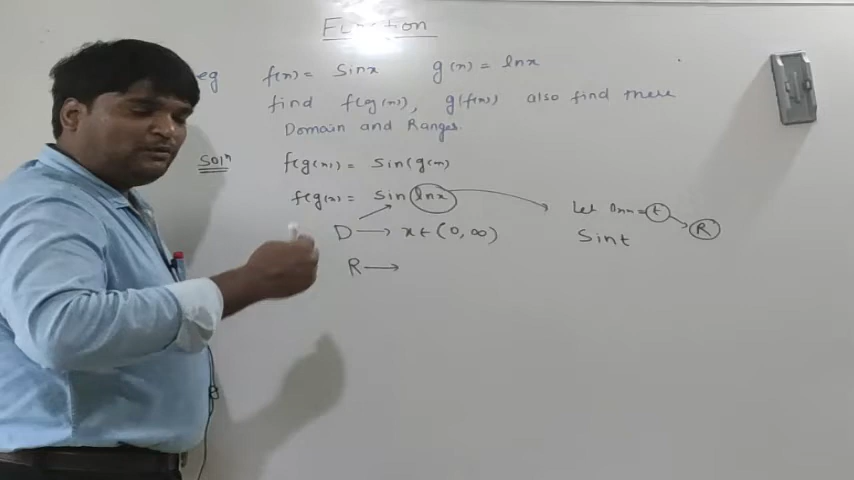 Function
eg f(x) = sinx g(x) = lnx
find f(g(x)), g(f(x)) also find there
Domain and Ranges.
Solⁿ f(g(x)) = sin(g(x))
f(g(x)) = sin lnx
Let lnx = t R
D → x ∈ (0, ∞) sint
R →